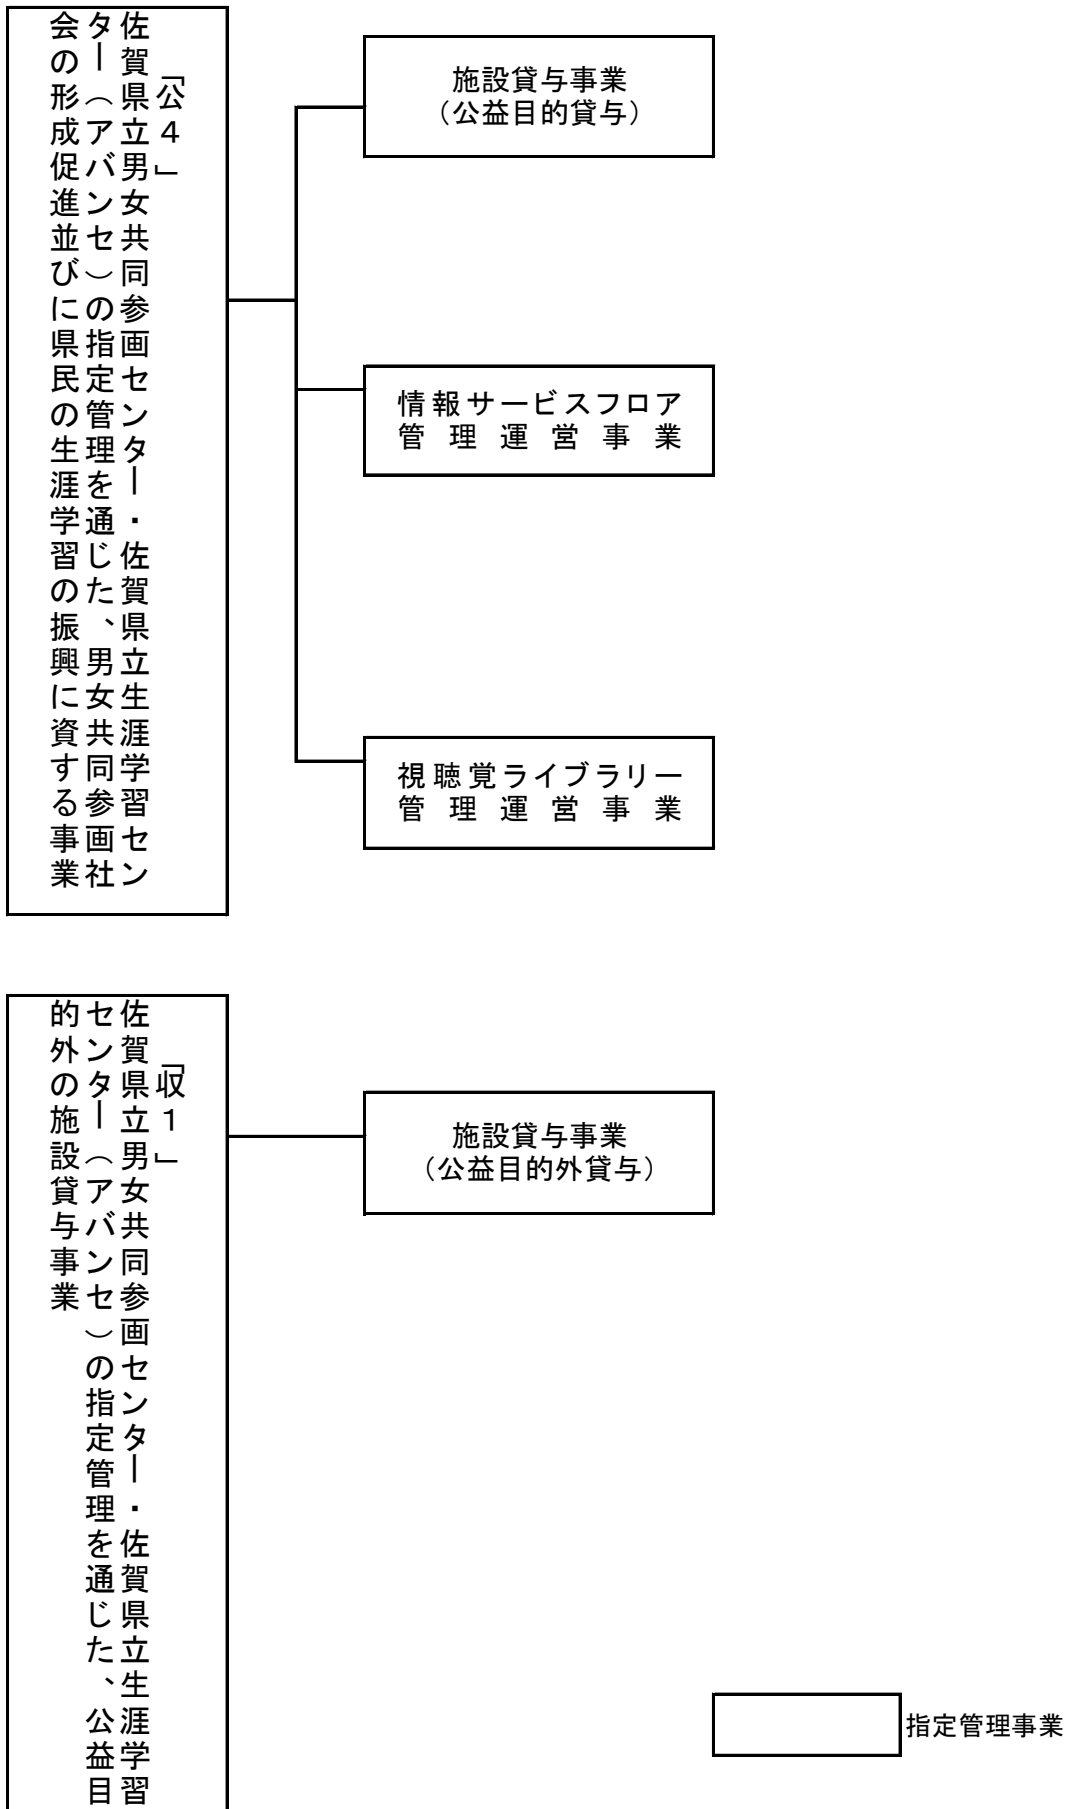 「公４」
佐賀県立男女共同参画センター・佐賀県立生涯学習セン
ター（アバンセ）の指定管理を通じた、男女共同参画社
会の形成促進並びに県民の生涯学習の振興に資する事業
施設貸与事業
（公益目的貸与）
情報サービスフロア
管理運営事業
視聴覚ライブラリー
管理運営事業
「収１」
佐賀県立男女共同参画センター・佐賀県立生涯学習
センター（アバンセ）の指定管理を通じた、公益目
的外の施設貸与事業
施設貸与事業
（公益目的外貸与）
指定管理事業